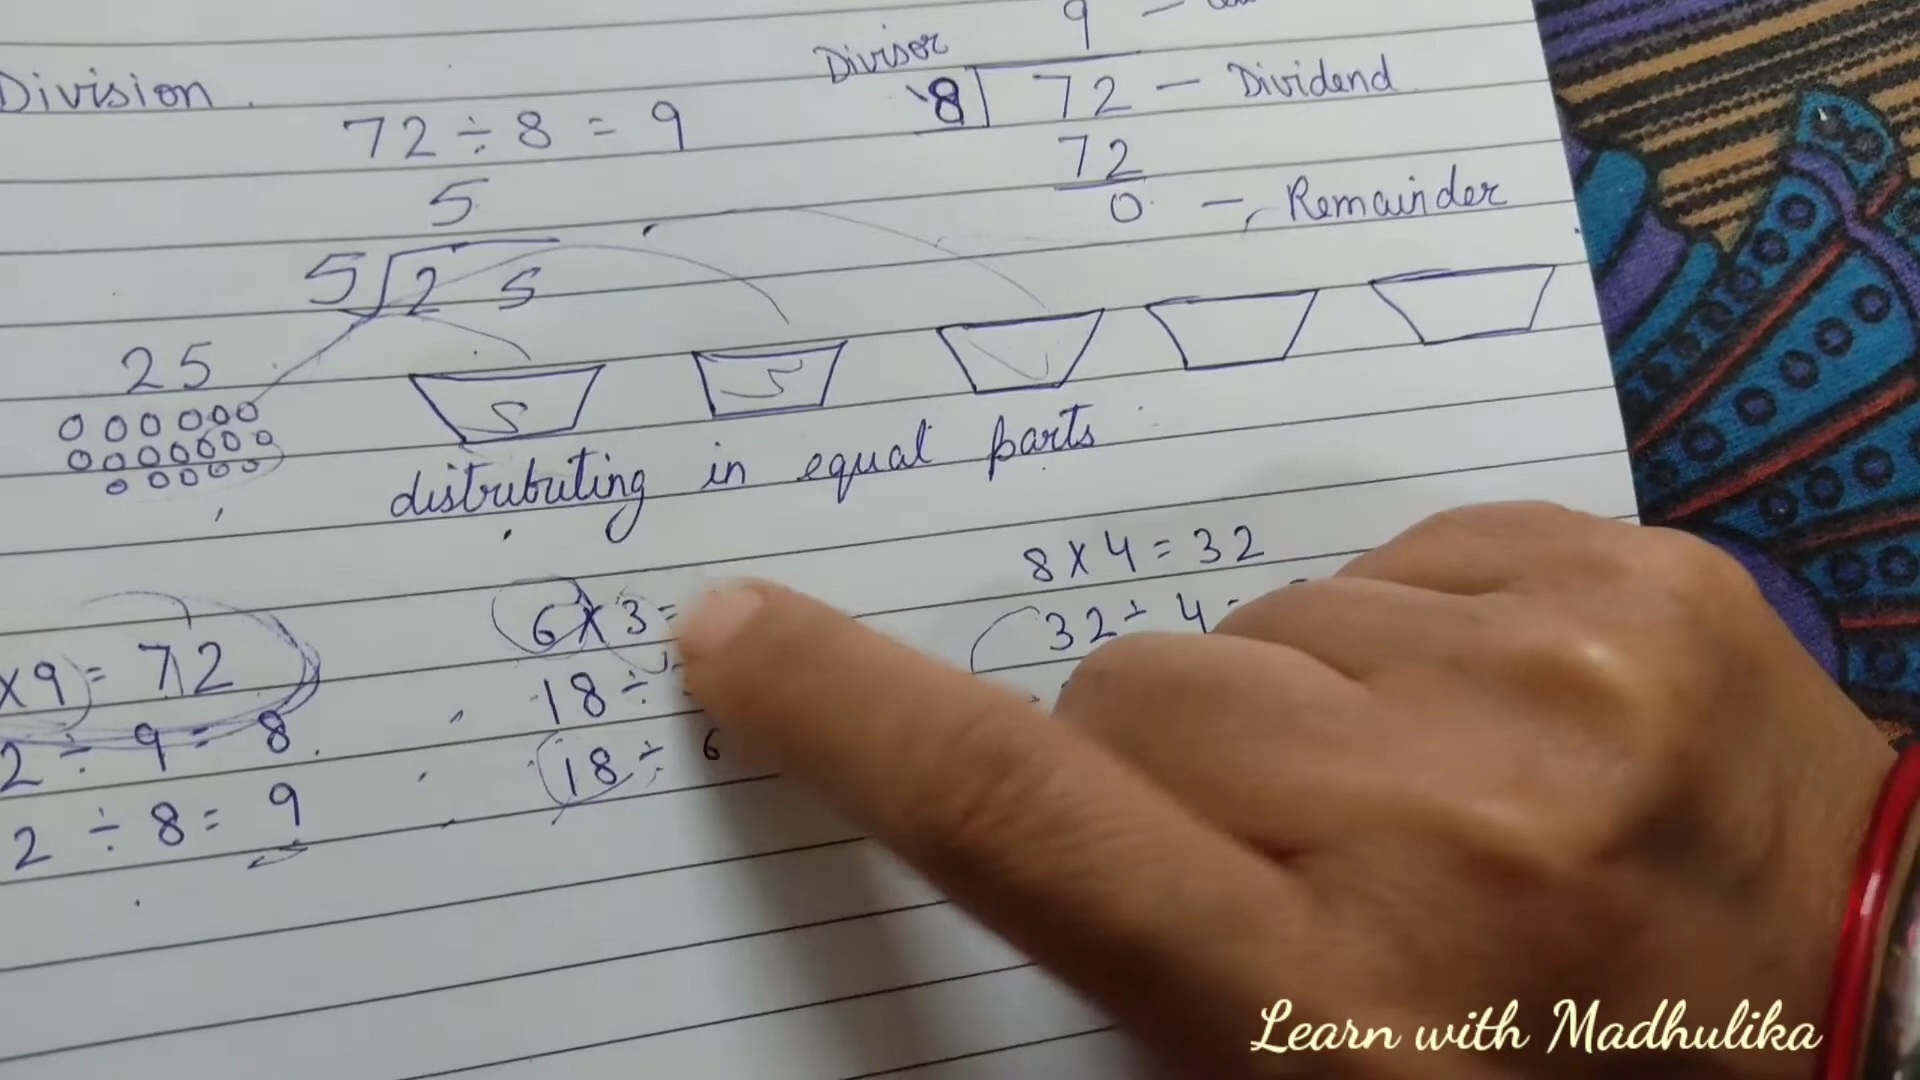 Division
72 ÷ 8 = 9
Divisor
9 —
8 72 — Dividend
72
0 — Remainder
5
5 2 5
25
5 5
distributing in equal parts
x9 = 72
2 ÷ 9 = 8
2 ÷ 8 = 9
6 x 3 =
18 ÷
18 ÷ 6
8 x 4 = 32
32 ÷ 4 =
Learn with Madhulika